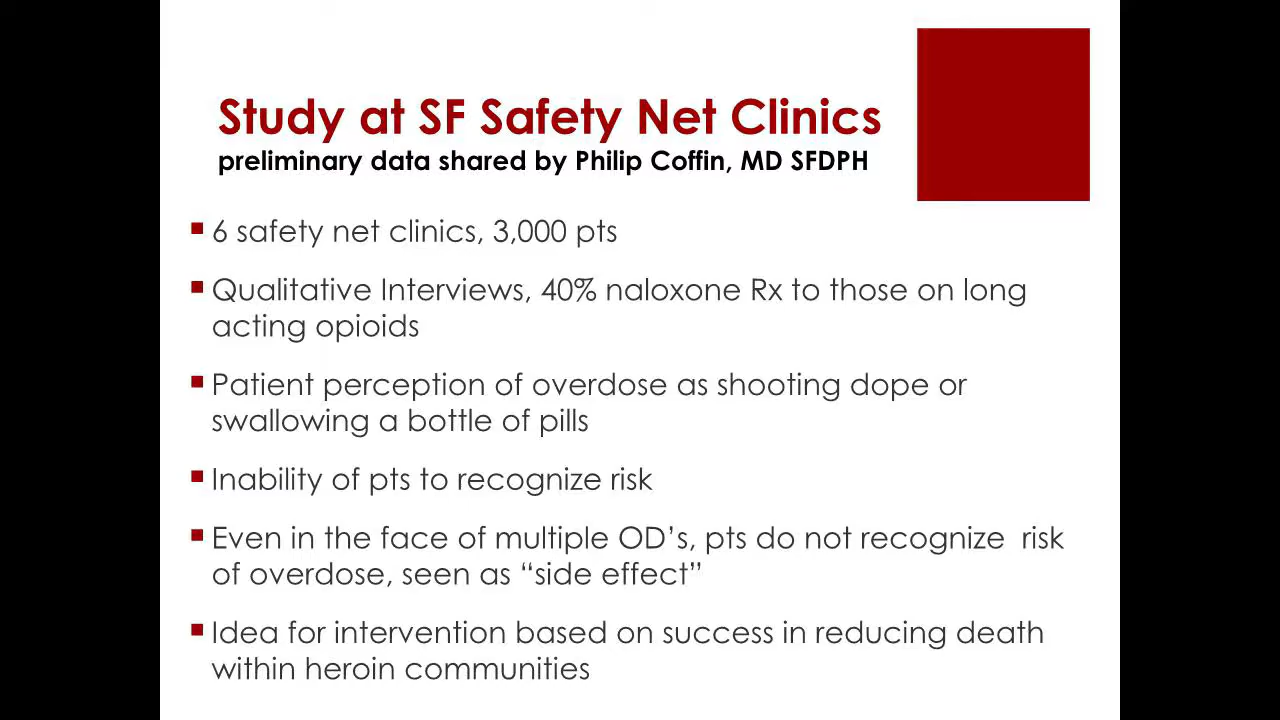 Study at SF Safety Net Clinics
preliminary data shared by Philip Coffin, MD SFDPH
6 safety net clinics, 3,000 pts
Qualitative Interviews, 40% naloxone Rx to those on long
acting opioids
Patient perception of overdose as shooting dope or
swallowing a bottle of pills
Inability of pts to recognize risk
Even in the face of multiple OD’s, pts do not recognize  risk
of overdose, seen as “side effect”
Idea for intervention based on success in reducing death
within heroin communities